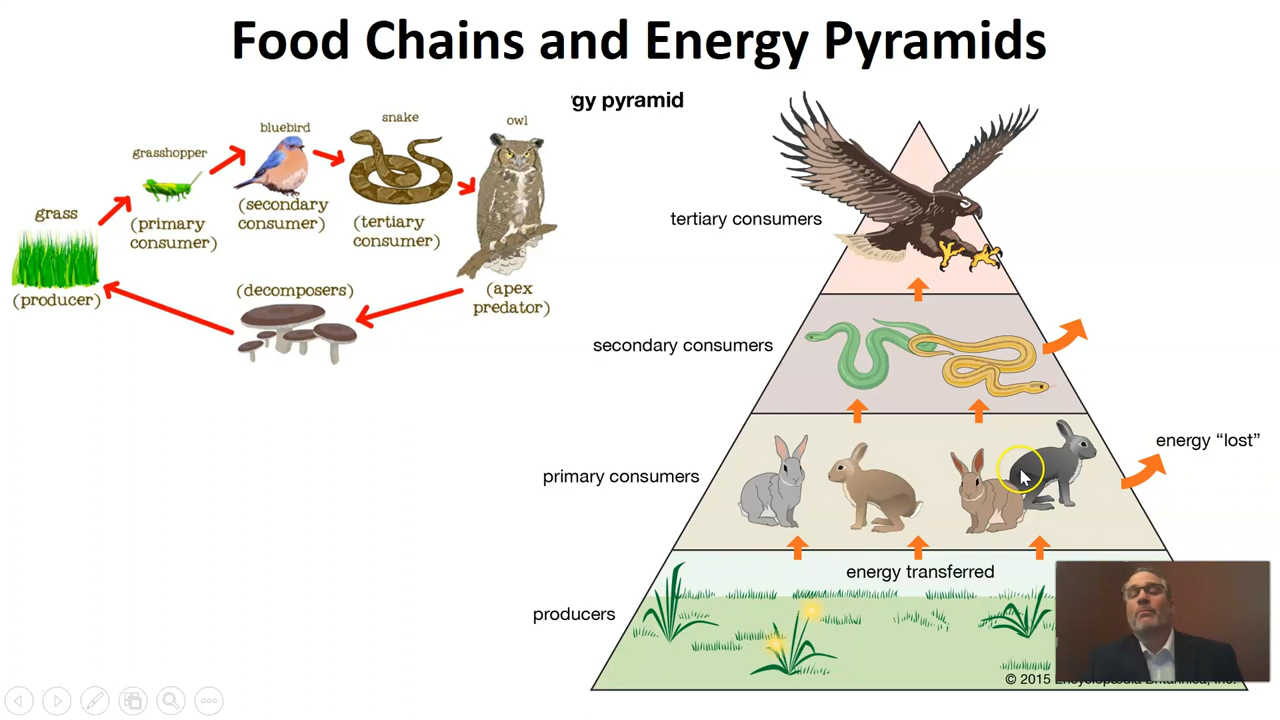 Food Chains and Energy Pyramids
gy pyramid
bluebird
snake
owl
grasshopper
grass
(primary
consumer)
(secondary
consumer)
(tertiary
consumer)
(producer)
(decomposers)
(apex
predator)
tertiary consumers
secondary consumers
energy “lost”
primary consumers
energy transferred
producers
© 2015 Encyclopædia Britannica, Inc.